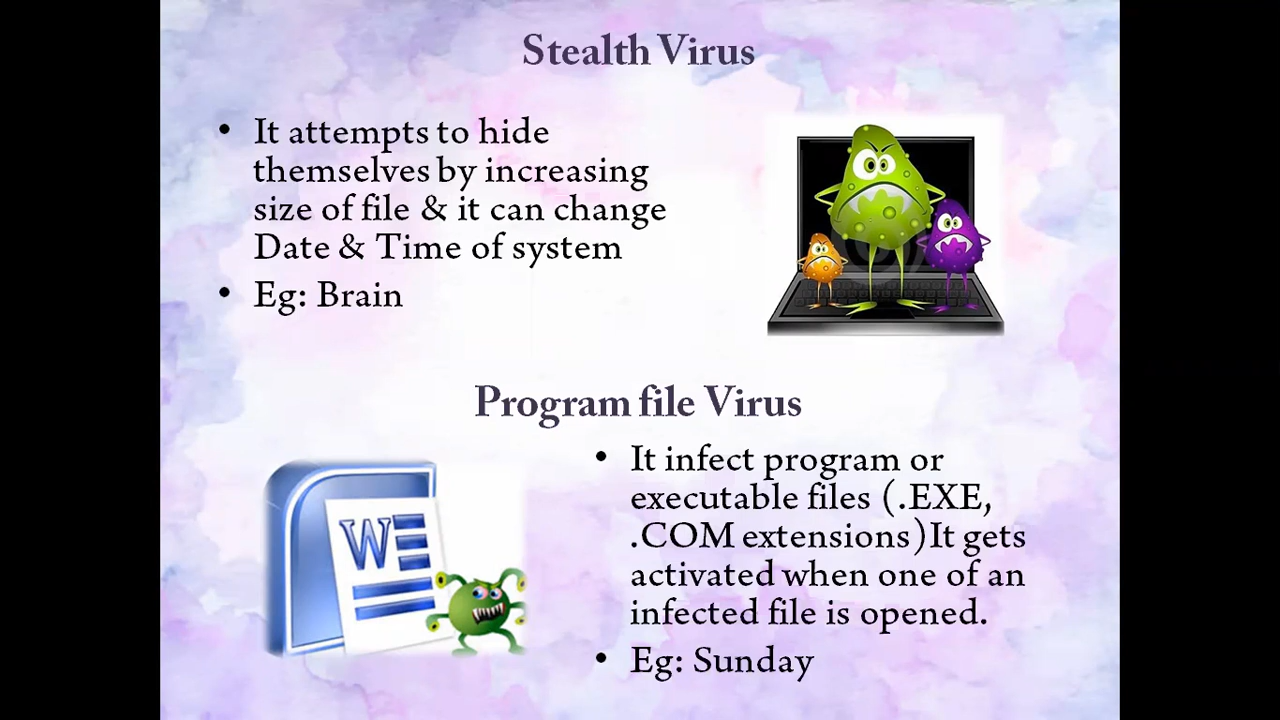 Stealth Virus
• It attempts to hide
themselves by increasing
size of file & it can change
Date & Time of system
• Eg: Brain
Program file Virus
• It infect program or
executable files (.EXE,
.COM extensions)It gets
activated when one of an
infected file is opened.
• Eg: Sunday
W